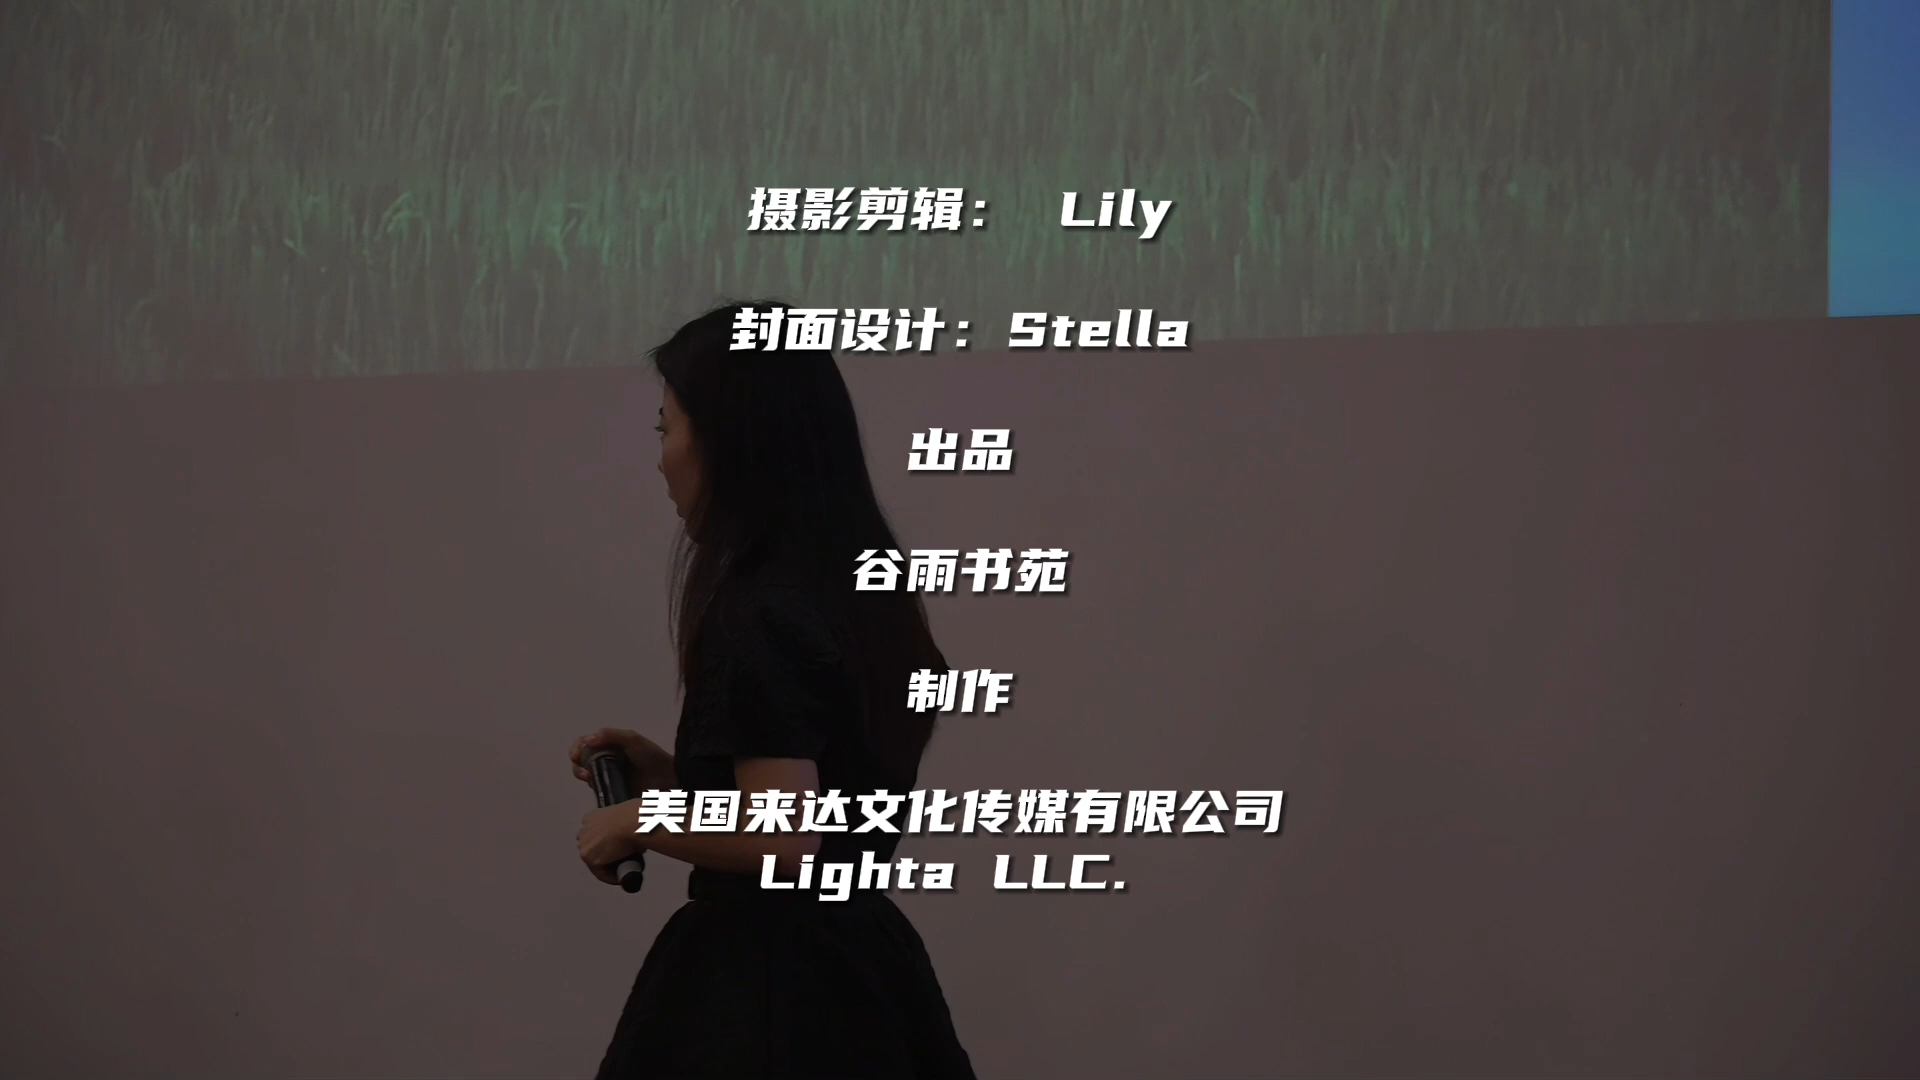 摄影剪辑： Lily
封面设计：Stella
出品
谷雨书苑
制作
美国来达文化传媒有限公司
Lighta LLC.